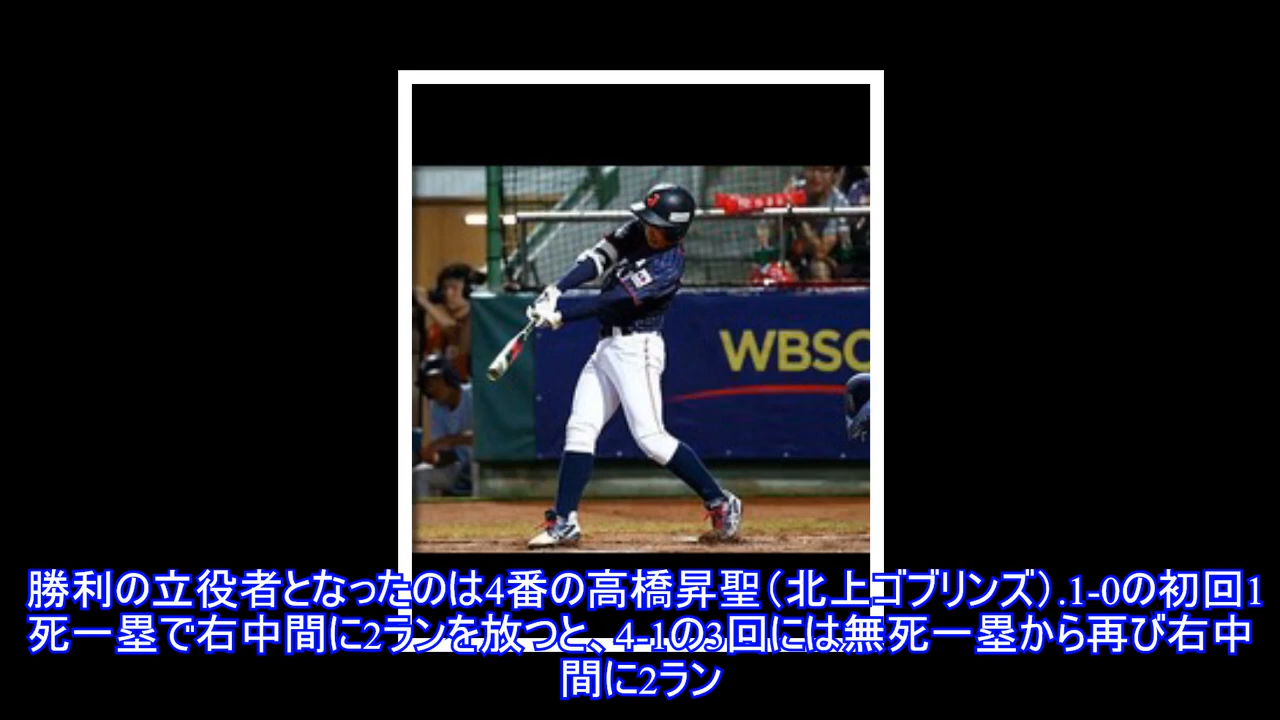 WBSC
勝利の立役者となったのは4番の高橋昇聖（北上ゴブリンズ）.1-0の初回1
死一塁で右中間に2ランを放つと、4-1の3回には無死一塁から再び右中
間に2ラン